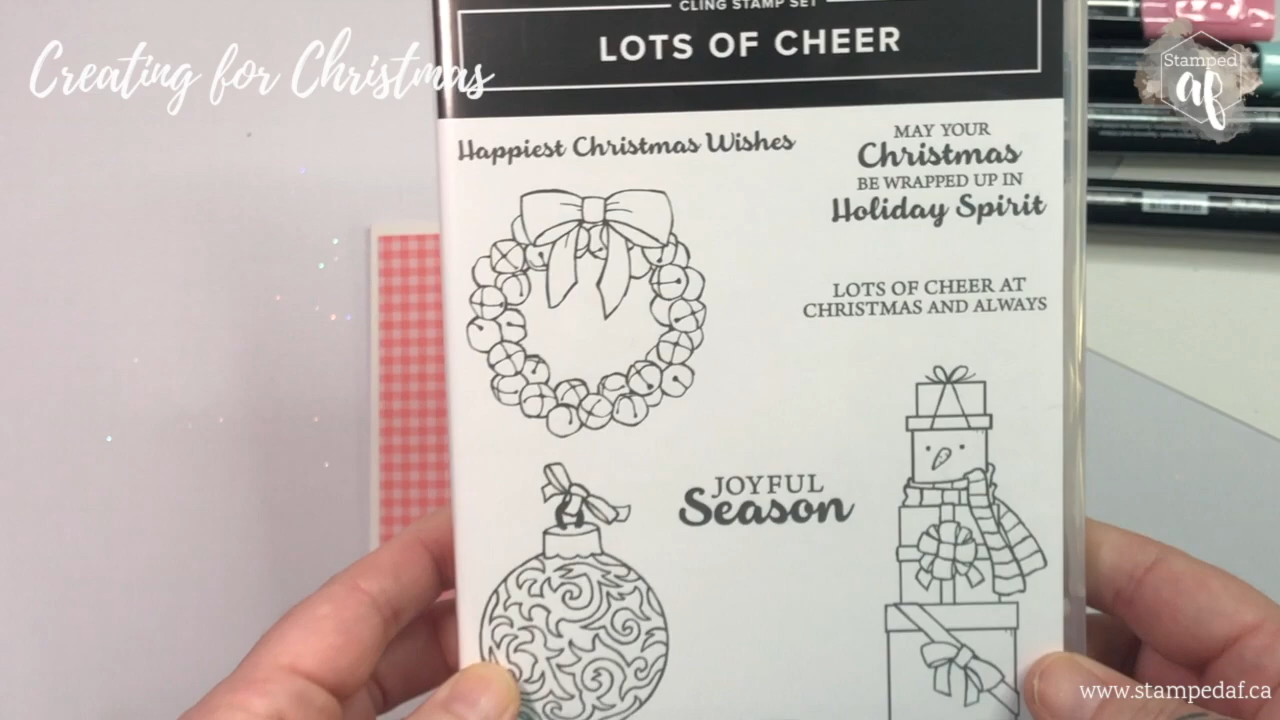 Creating for Christmas
CLING STAMP SET
LOTS OF CHEER
Stamped
af
Happiest Christmas Wishes
MAY YOUR
Christmas
BE WRAPPED UP IN
Holiday Spirit
LOTS OF CHEER AT
CHRISTMAS AND ALWAYS
JOYFUL
Season
www.stampedaf.ca